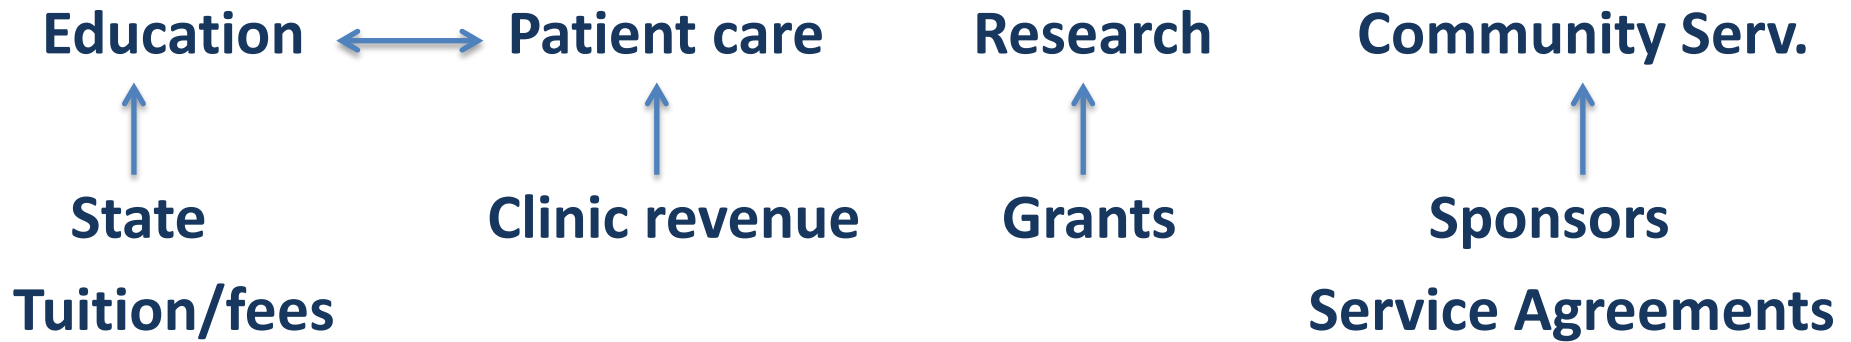 Education Patient care Research Community Serv.
State Clinic revenue Grants Sponsors
Tuition/fees Service Agreements